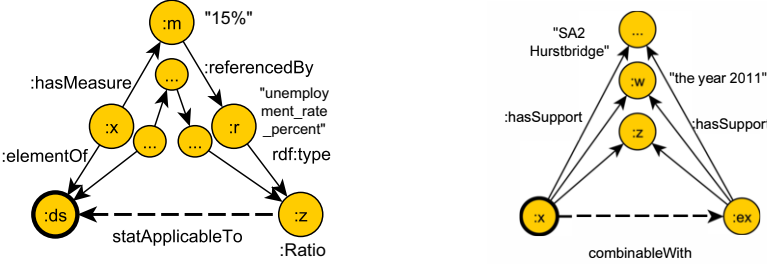 :m
"15%"
:hasMeasure
:referencedBy
...
"unemploy
ment_rate
_percent"
:x
...
...
:r
:elementOf
rdf:type
:ds
:z
statApplicableTo
:Ratio
...
"SA2
Hurstbridge"
:w
"the year 2011"
:hasSupport
:hasSupport
:z
:x
:ex
combinableWith